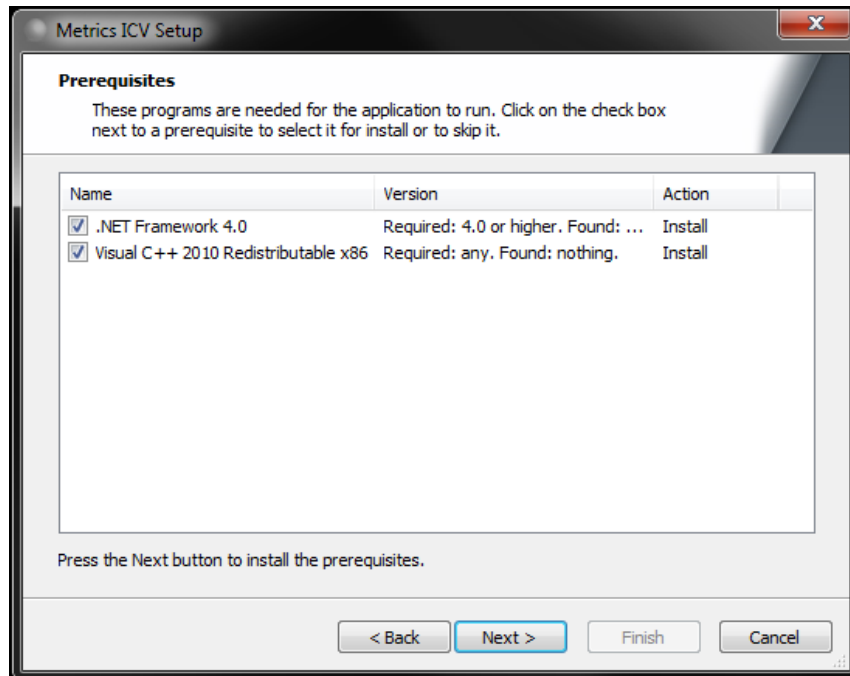 Metrics ICV Setup
Prerequisites
These programs are needed for the application to run. Click on the check box
next to a prerequisite to select it for install or to skip it.
Name Version Action
.NET Framework 4.0 Required: 4.0 or higher. Found: ... Install
Visual C++ 2010 Redistributable x86 Required: any. Found: nothing. Install
Press the Next button to install the prerequisites.
< Back Next > Finish Cancel